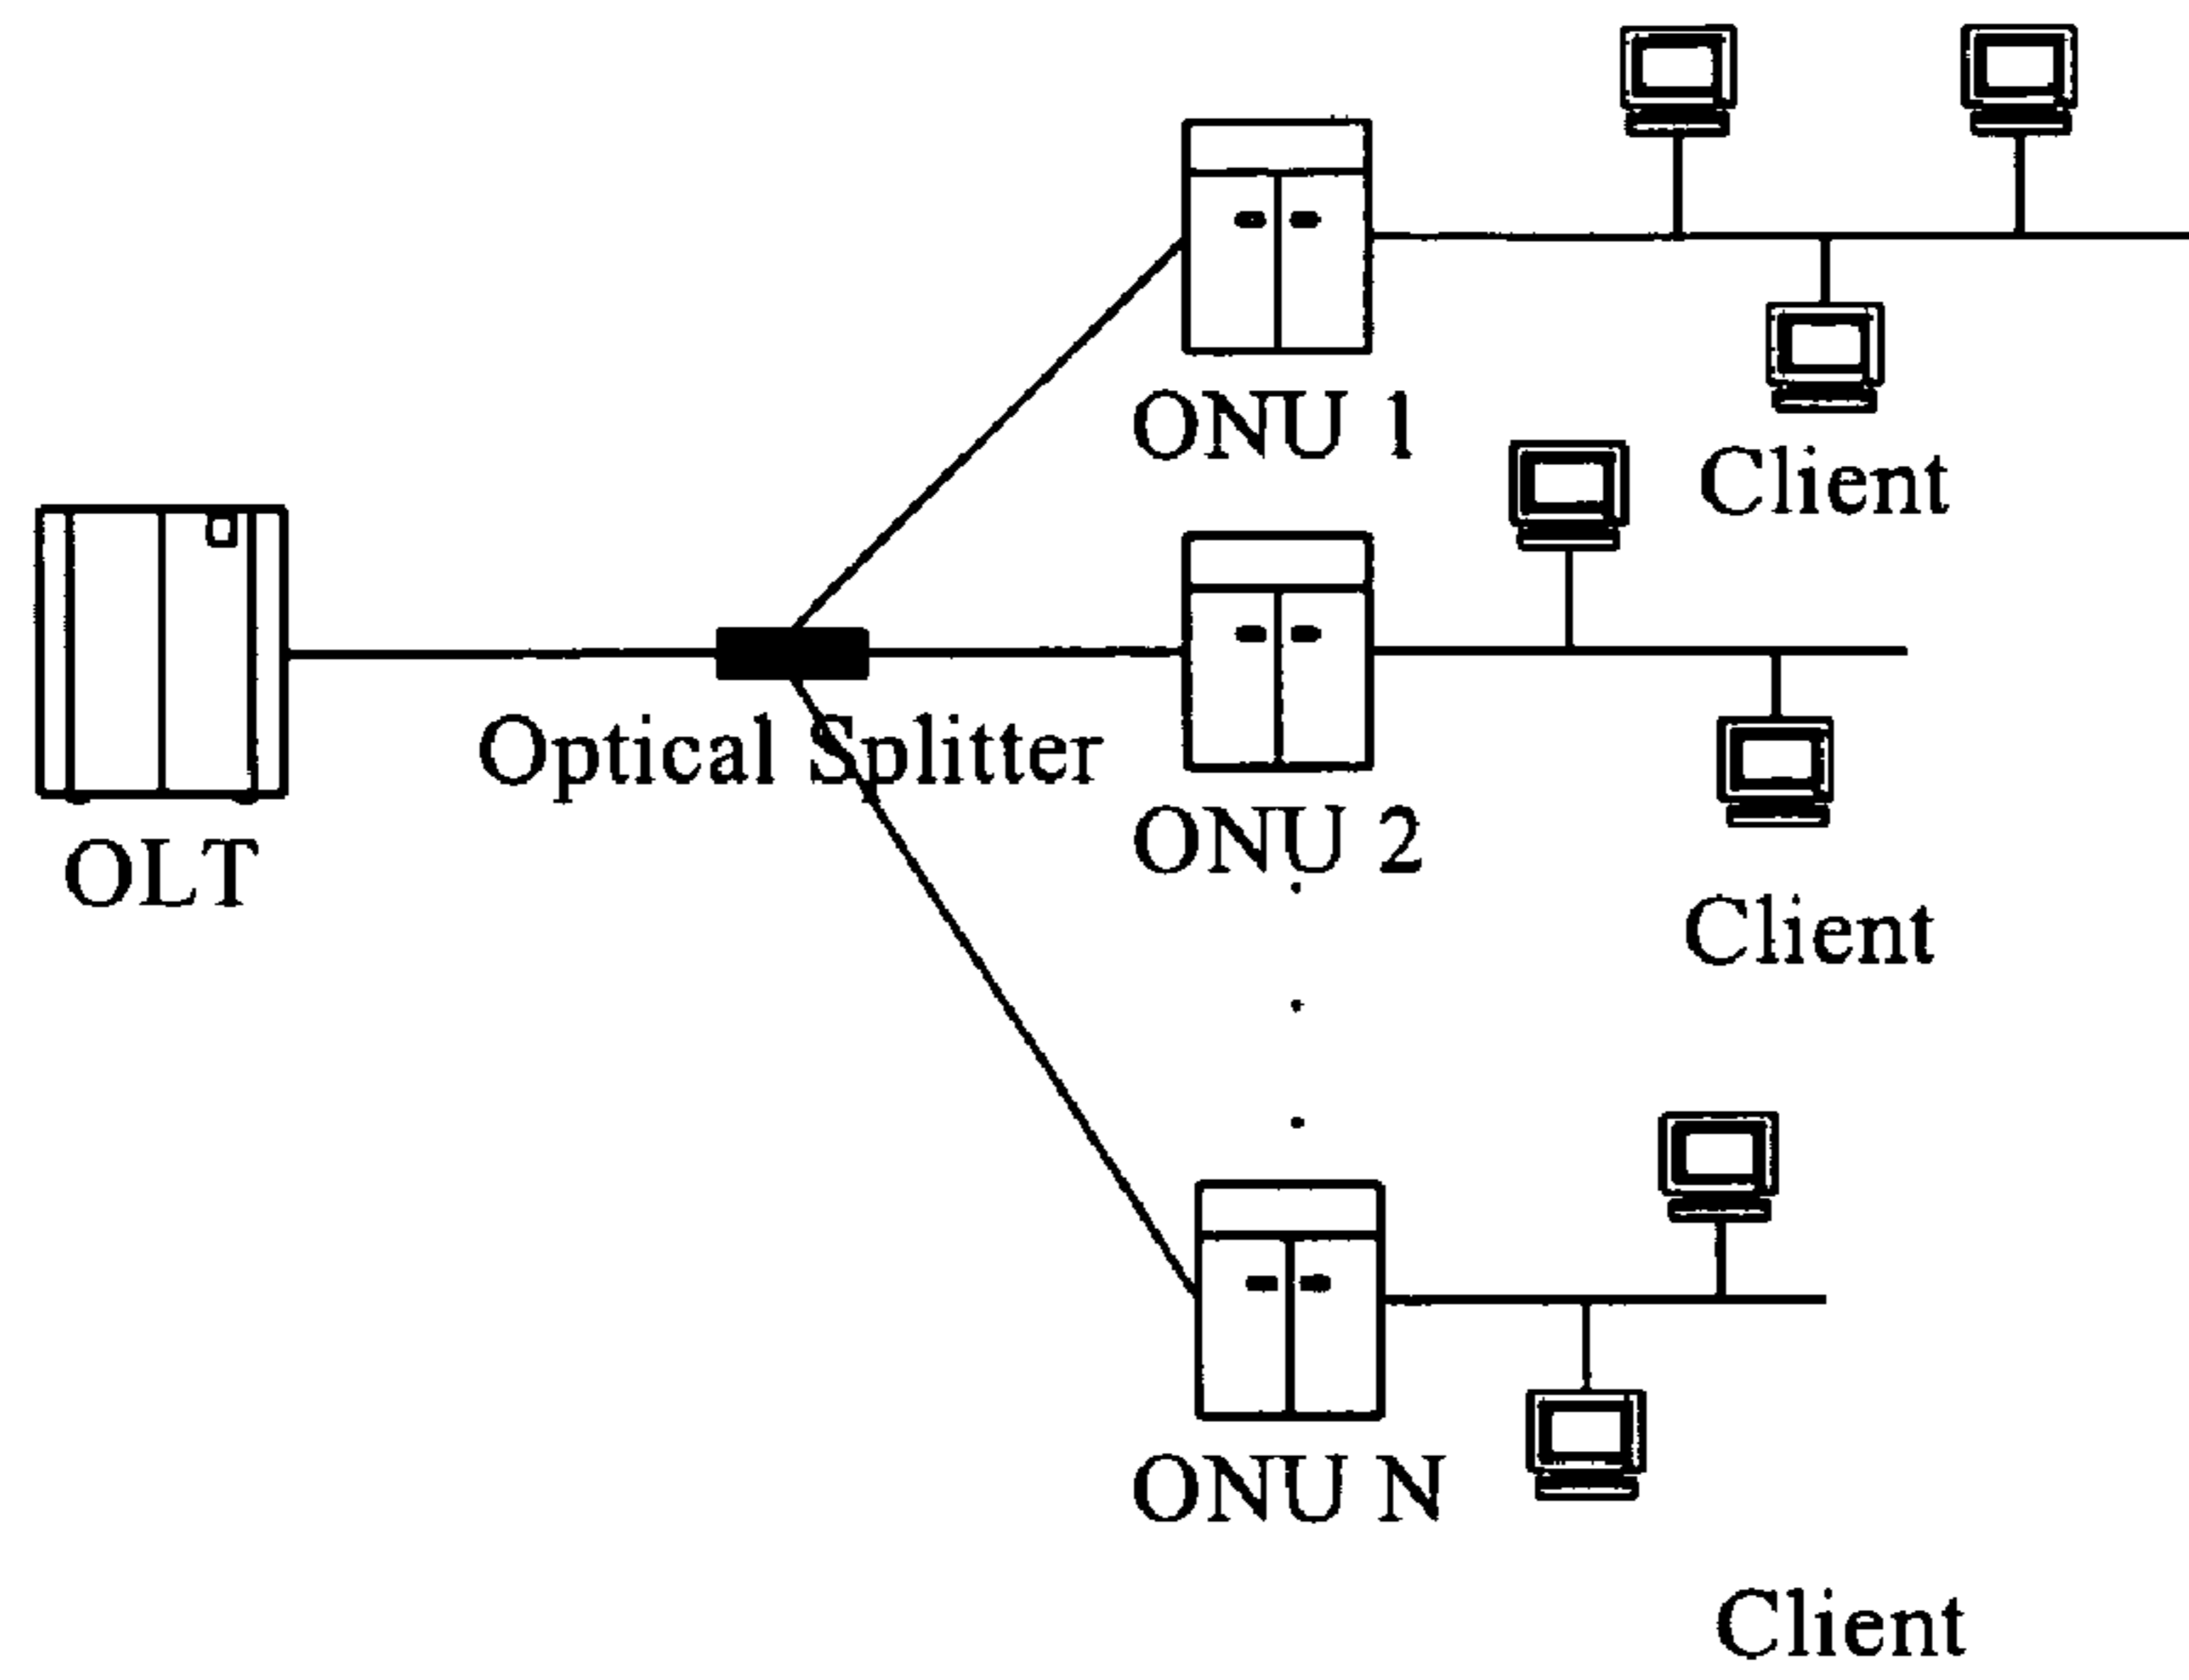 ONU 1
Client
OLT
Optical Splitter
ONU 2
Client
ONU N
Client